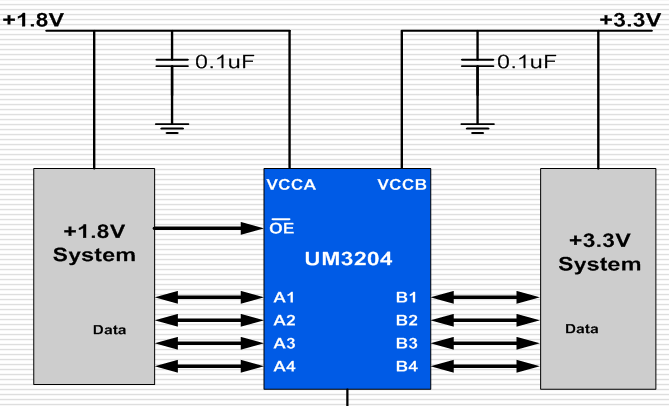 +1.8V
+3.3V
0.1uF
0.1uF
VCCA
VCCB
+1.8V
System
Data
OE
UM3204
A1
A2
A3
A4
B1
B2
B3
B4
+3.3V
System
Data